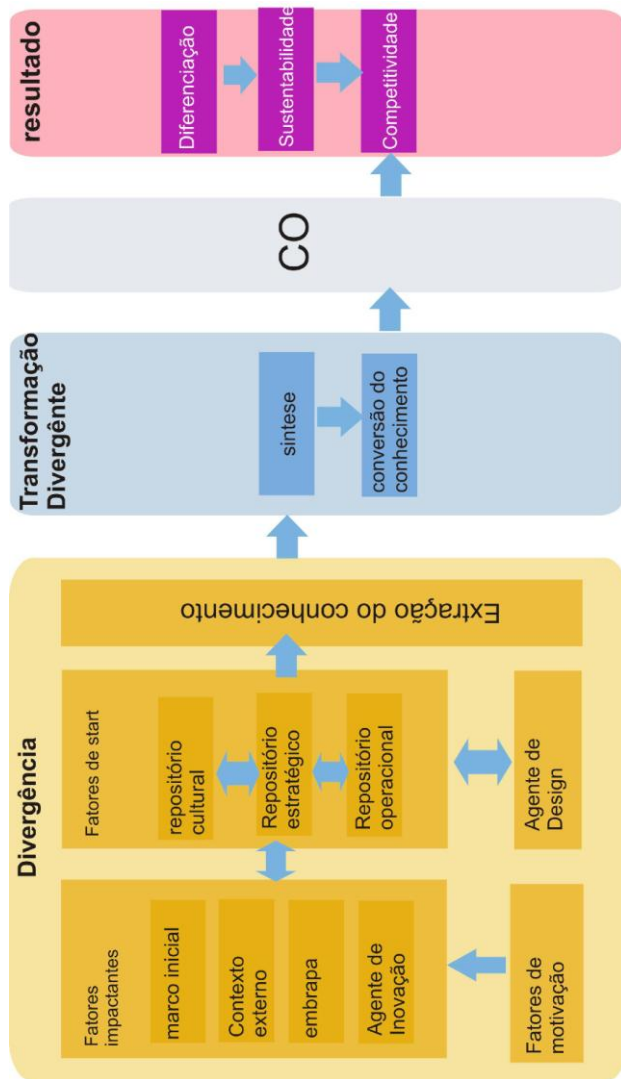 Divergência
Fatores
impactantes
marco inicial
Contexto
externo
embrapa
Agente de
Inovação
Fatores de
motivação
Fatores de start
repositório
cultural
Repositório
estratégico
Repositório
operacional
Agente de
Design
Extração do conhecimento
Transformação
Divergênte
sintese
conversão do
conhecimento
CO
resultado
Diferenciação
Sustentabilidade
Competitividade